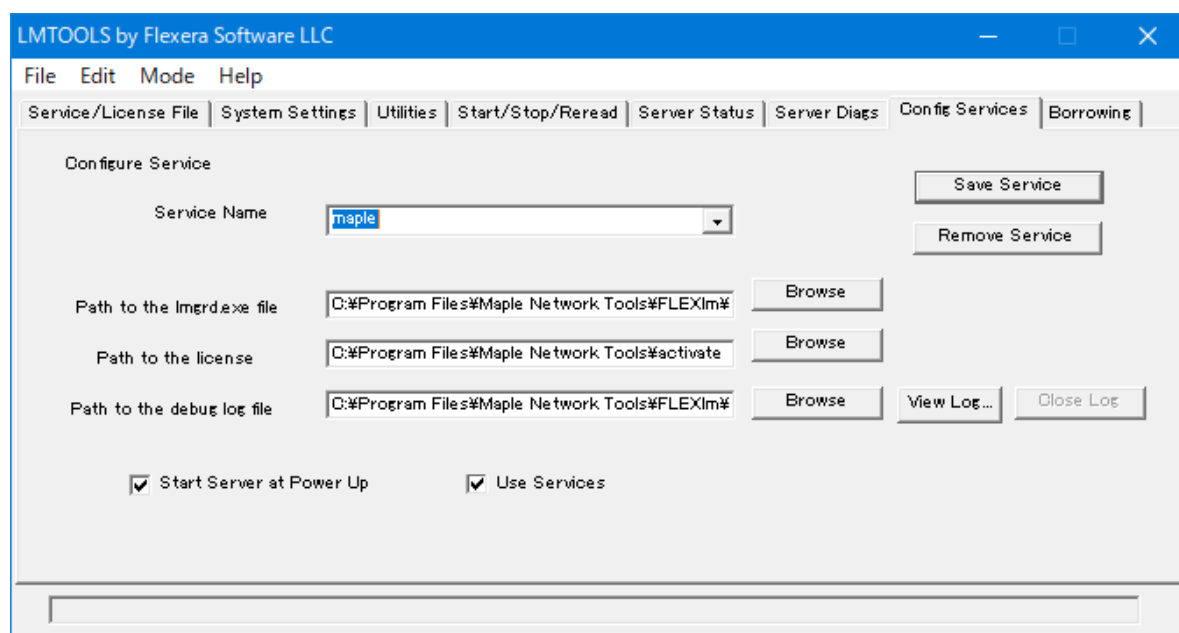 LMTOOLS by Flexera Software LLC
File Edit Mode Help
Service/License File System Settings Utilities Start/Stop/Reread Server Status Server Diags Config Services Borrowing
Configure Service
Save Service
Service Name maple
Remove Service
Path to the lmgrd.exe file C:¥Program Files¥Maple Network Tools¥FLEXlm¥ Browse
Path to the license C:¥Program Files¥Maple Network Tools¥activate Browse
Path to the debug log file C:¥Program Files¥Maple Network Tools¥FLEXlm¥ Browse View Log... Close Log
Start Server at Power Up Use Services